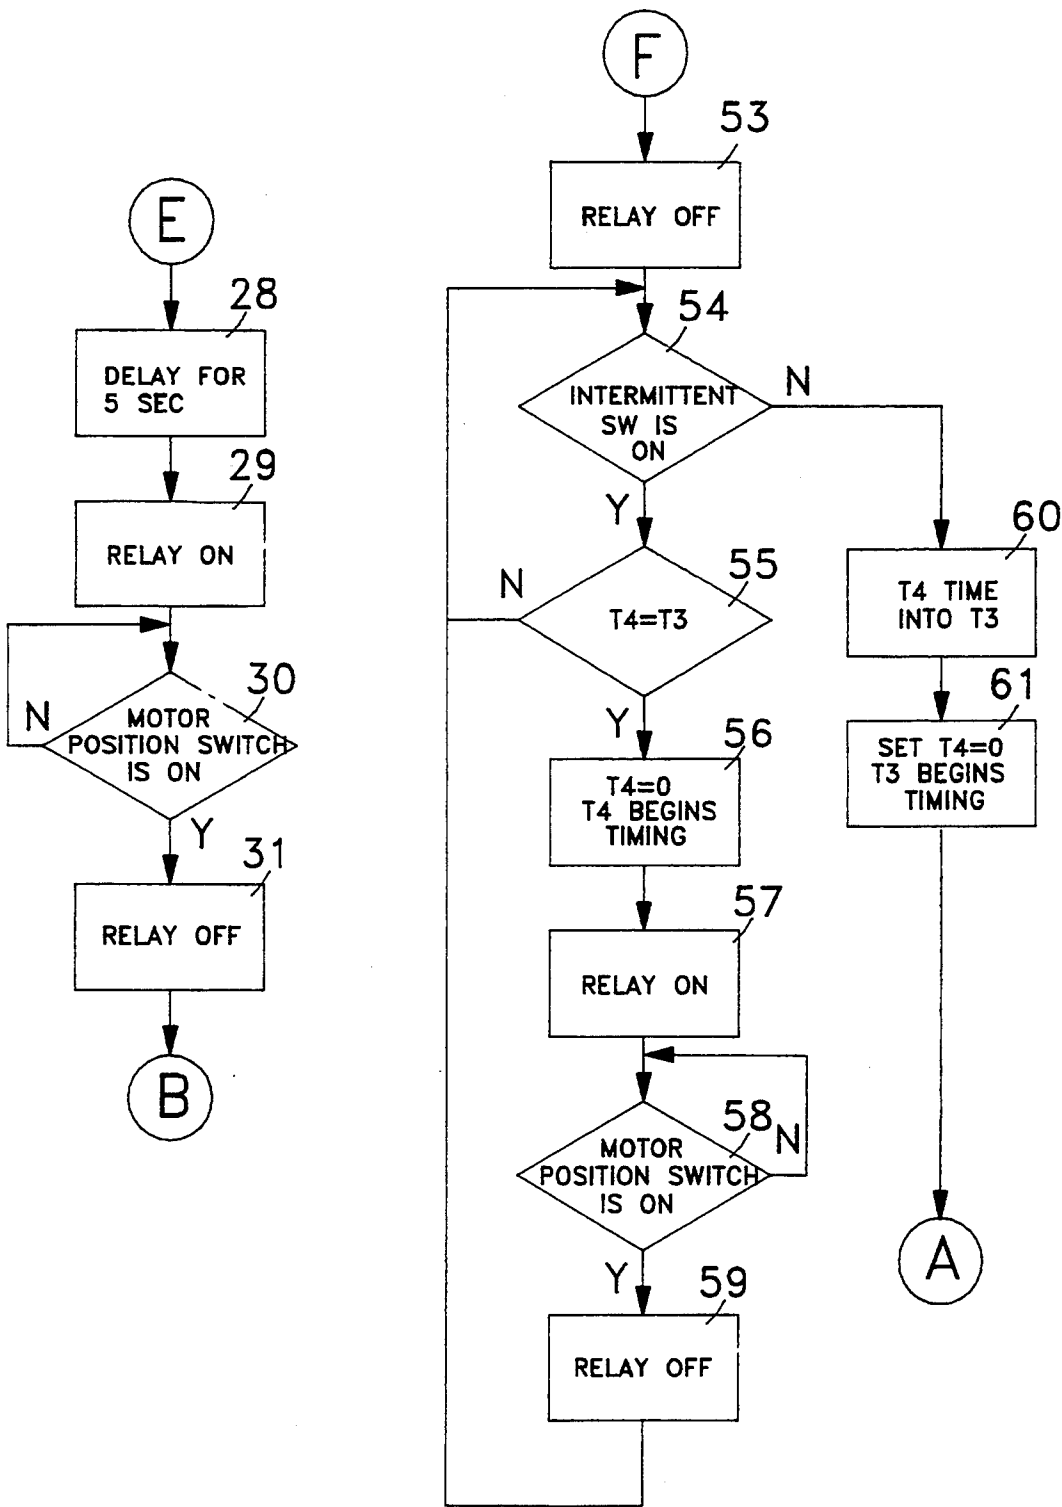 E
28
DELAY FOR
5 SEC
29
RELAY ON
30
N
MOTOR
POSITION SWITCH
IS ON
Y
31
RELAY OFF
B
F
53
RELAY OFF
54
INTERMITTENT
SW IS
ON
N
Y
55
N
T4=T3
Y
56
T4=0
T4 BEGINS
TIMING
57
RELAY ON
58
N
MOTOR
POSITION SWITCH
IS ON
Y
59
RELAY OFF
60
T4 TIME
INTO T3
61
SET T4=0
T3 BEGINS
TIMING
A